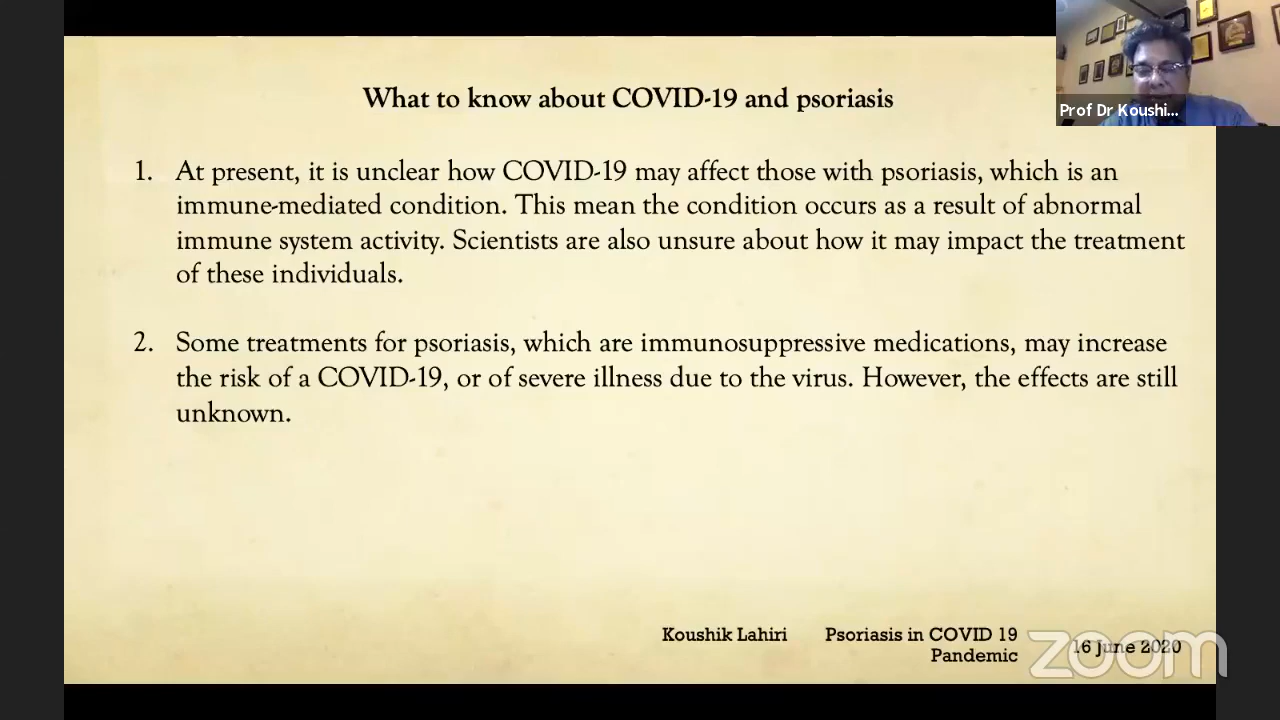 What to know about COVID-19 and psoriasis
Prof Dr Koushi...
1. At present, it is unclear how COVID-19 may affect those with psoriasis, which is an
immune-mediated condition. This mean the condition occurs as a result of abnormal
immune system activity. Scientists are also unsure about how it may impact the treatment
of these individuals.
2. Some treatments for psoriasis, which are immunosuppressive medications, may increase
the risk of a COVID-19, or of severe illness due to the virus. However, the effects are still
unknown.
Koushik Lahiri
Psoriasis in COVID 19
Pandemic
16 June 2020
zoom